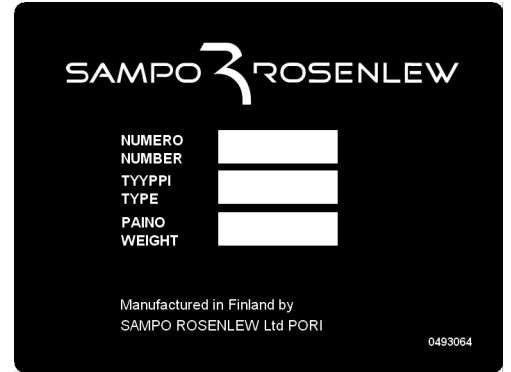 SAMPO ROSENLEW
NUMERO
NUMBER
TYYPPI
TYPE
PAINO
WEIGHT
Manufactured in Finland by
SAMPO ROSENLEW Ltd PORI
0493064